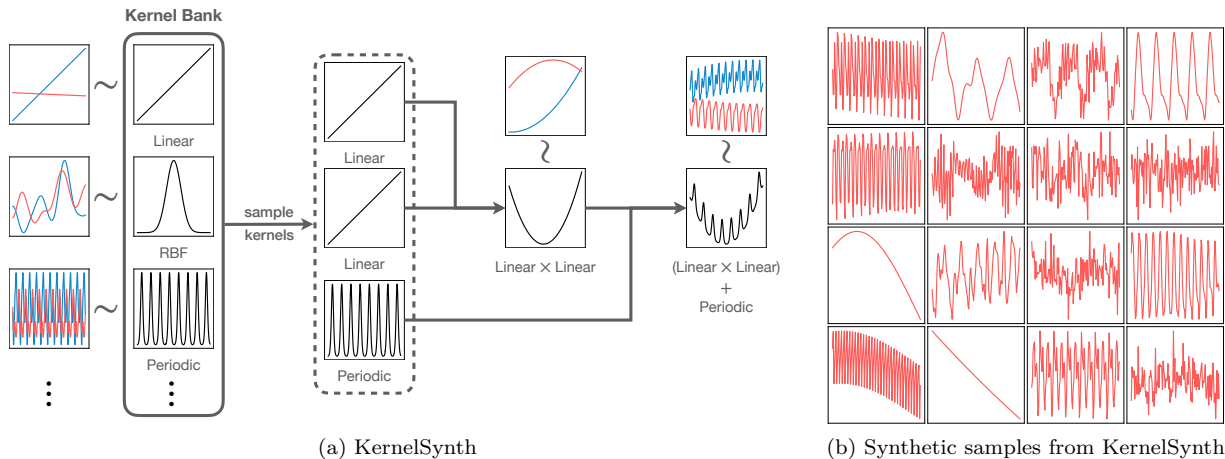 Kernel Bank
Linear
RBF
Periodic
sample
kernels
Linear
Linear
Periodic
Linear × Linear
(Linear × Linear)
+
Periodic
(a) KernelSynth
(b) Synthetic samples from KernelSynth